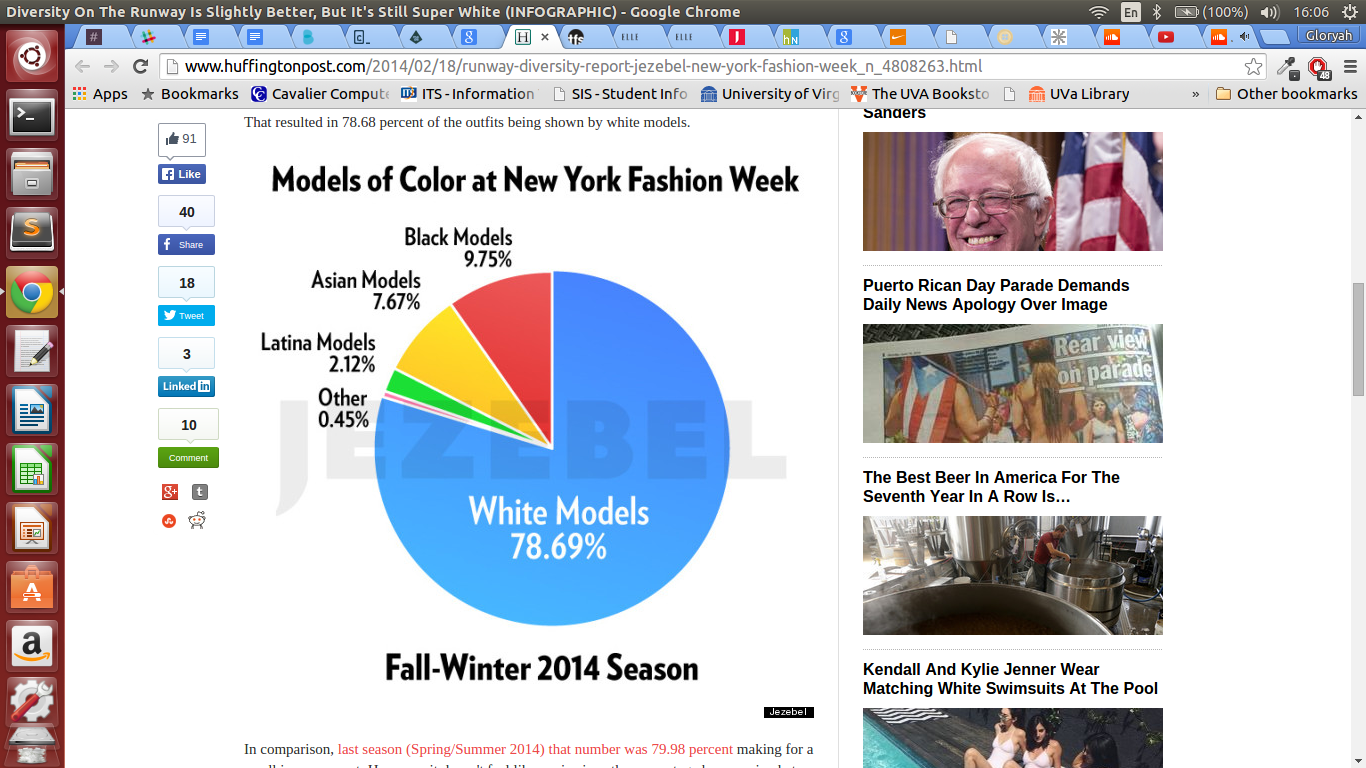 Diversity On The Runway Is Slightly Better, But It's Still Super White (INFOGRAPHIC) - Google Chrome
En (100%) 16:06
ELLE ELLE Gloryah
www.huffingtonpost.com/2014/02/18/runway-diversity-report-jezebel-new-york-fashion-week_n_4808263.html
48
Apps Bookmarks Cavalier Compute ITS - Information SIS - Student Info University of Virg The UVA Booksto UVa Library » Other bookmarks
That resulted in 78.68 percent of the outfits being shown by white models.
91
Like
40
Share
18
Tweet
3
Linked in
10
Comment
Models of Color at New York Fashion Week
Black Models
9.75%
Asian Models
7.67%
Latina Models
2.12%
Other
0.45%
JEZEBEL
White Models
78.69%
Fall-Winter 2014 Season
Jezebel
In comparison, last season (Spring/Summer 2014) that number was 79.98 percent making for a
Sanders
Puerto Rican Day Parade Demands
Daily News Apology Over Image
Rear view
on parade
The Best Beer In America For The
Seventh Year In A Row Is...
Kendall And Kylie Jenner Wear
Matching White Swimsuits At The Pool